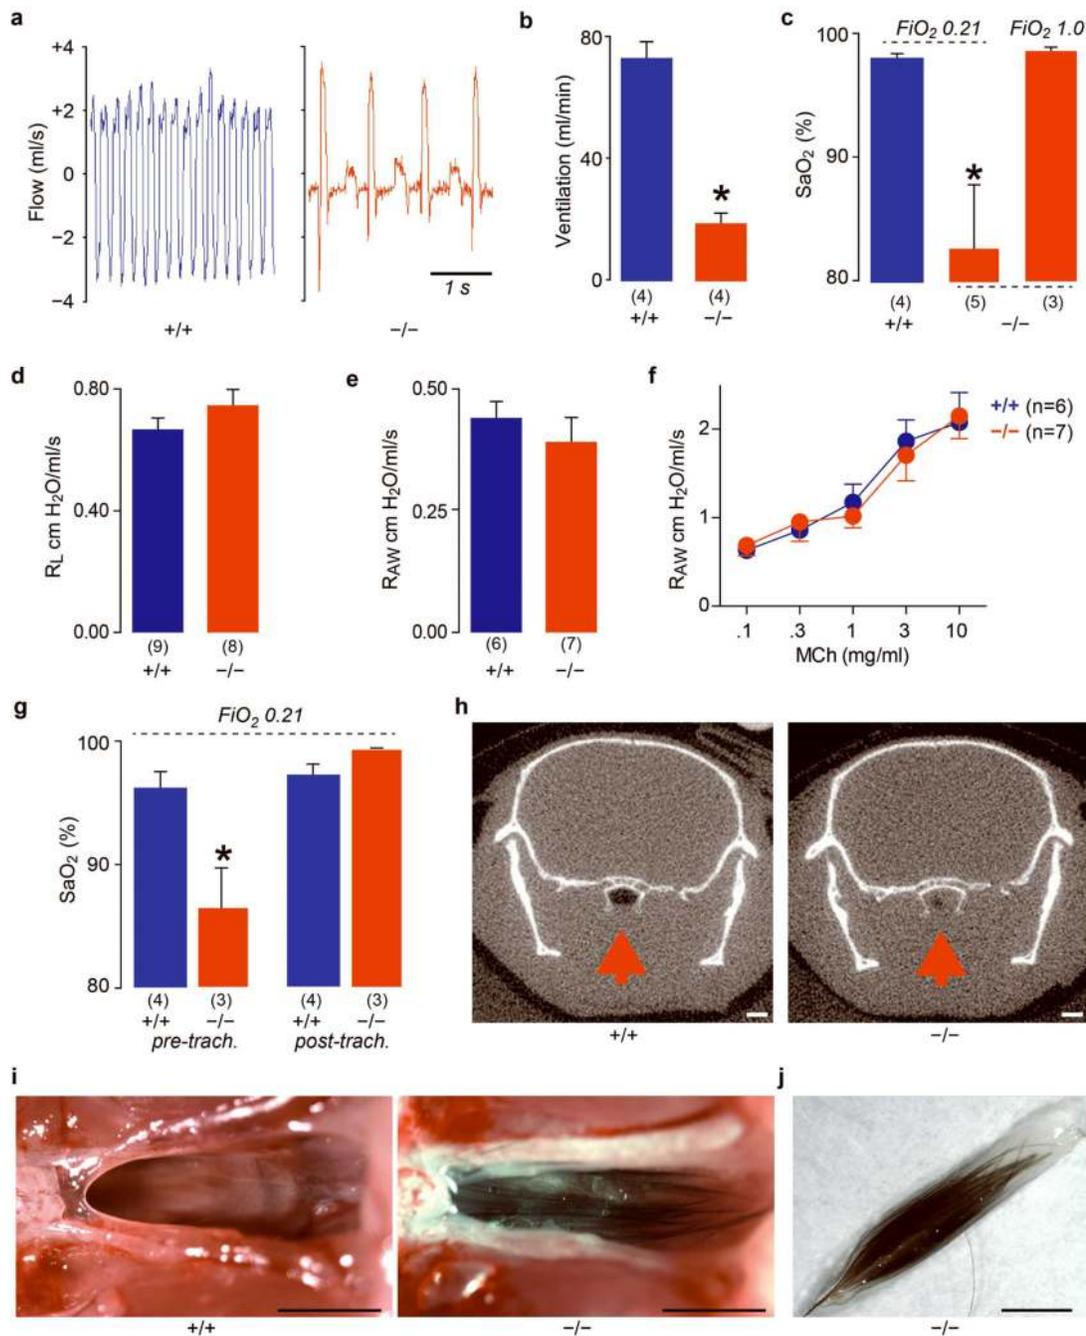 a
Flow (ml/s)
+4
+2
0
−2
−4
1 s
+/+
−/−
b
Ventilation (ml/min)
80
40
0
*
(4)
(4)
+/+
−/−
c
SaO2 (%)
100
90
80
FiO2 0.21
FiO2 1.0
*
(4)
(5)
(3)
+/+
−/−
d
RL cm H2O/ml/s
0.80
0.40
0.00
(9)
(8)
+/+
−/−
e
RAW cm H2O/ml/s
0.50
0.25
0.00
(6)
(7)
+/+
−/−
f
RAW cm H2O/ml/s
2
1
0
.1
.3
1
3
10
MCh (mg/ml)
+/+ (n=6)
−/− (n=7)
g
SaO2 (%)
100
90
80
FiO2 0.21
*
(4)
(3)
(4)
(3)
+/+
−/−
+/+
−/−
pre-trach.
post-trach.
h
+/+
−/−
i
+/+
−/−
j
−/−